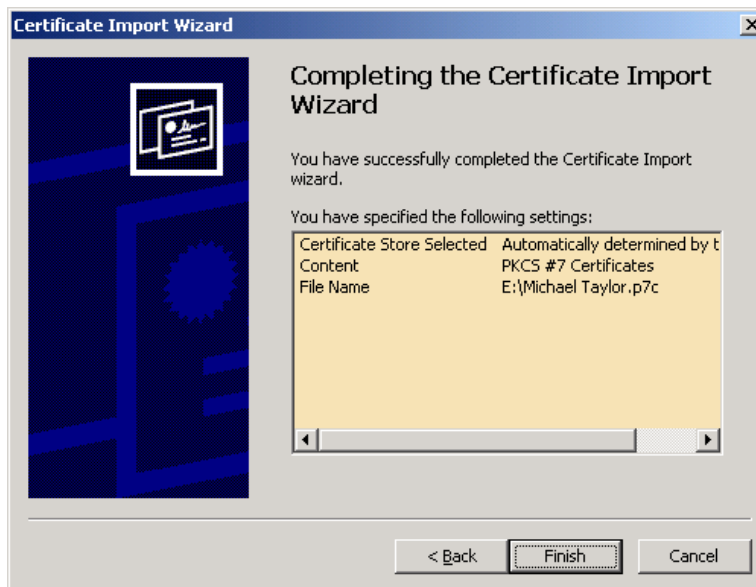 Certificate Import Wizard
Completing the Certificate Import
Wizard
You have successfully completed the Certificate Import
wizard.
You have specified the following settings:
Certificate Store Selected Automatically determined by t
Content PKCS #7 Certificates
File Name E:\Michael Taylor.p7c
< Back Finish Cancel